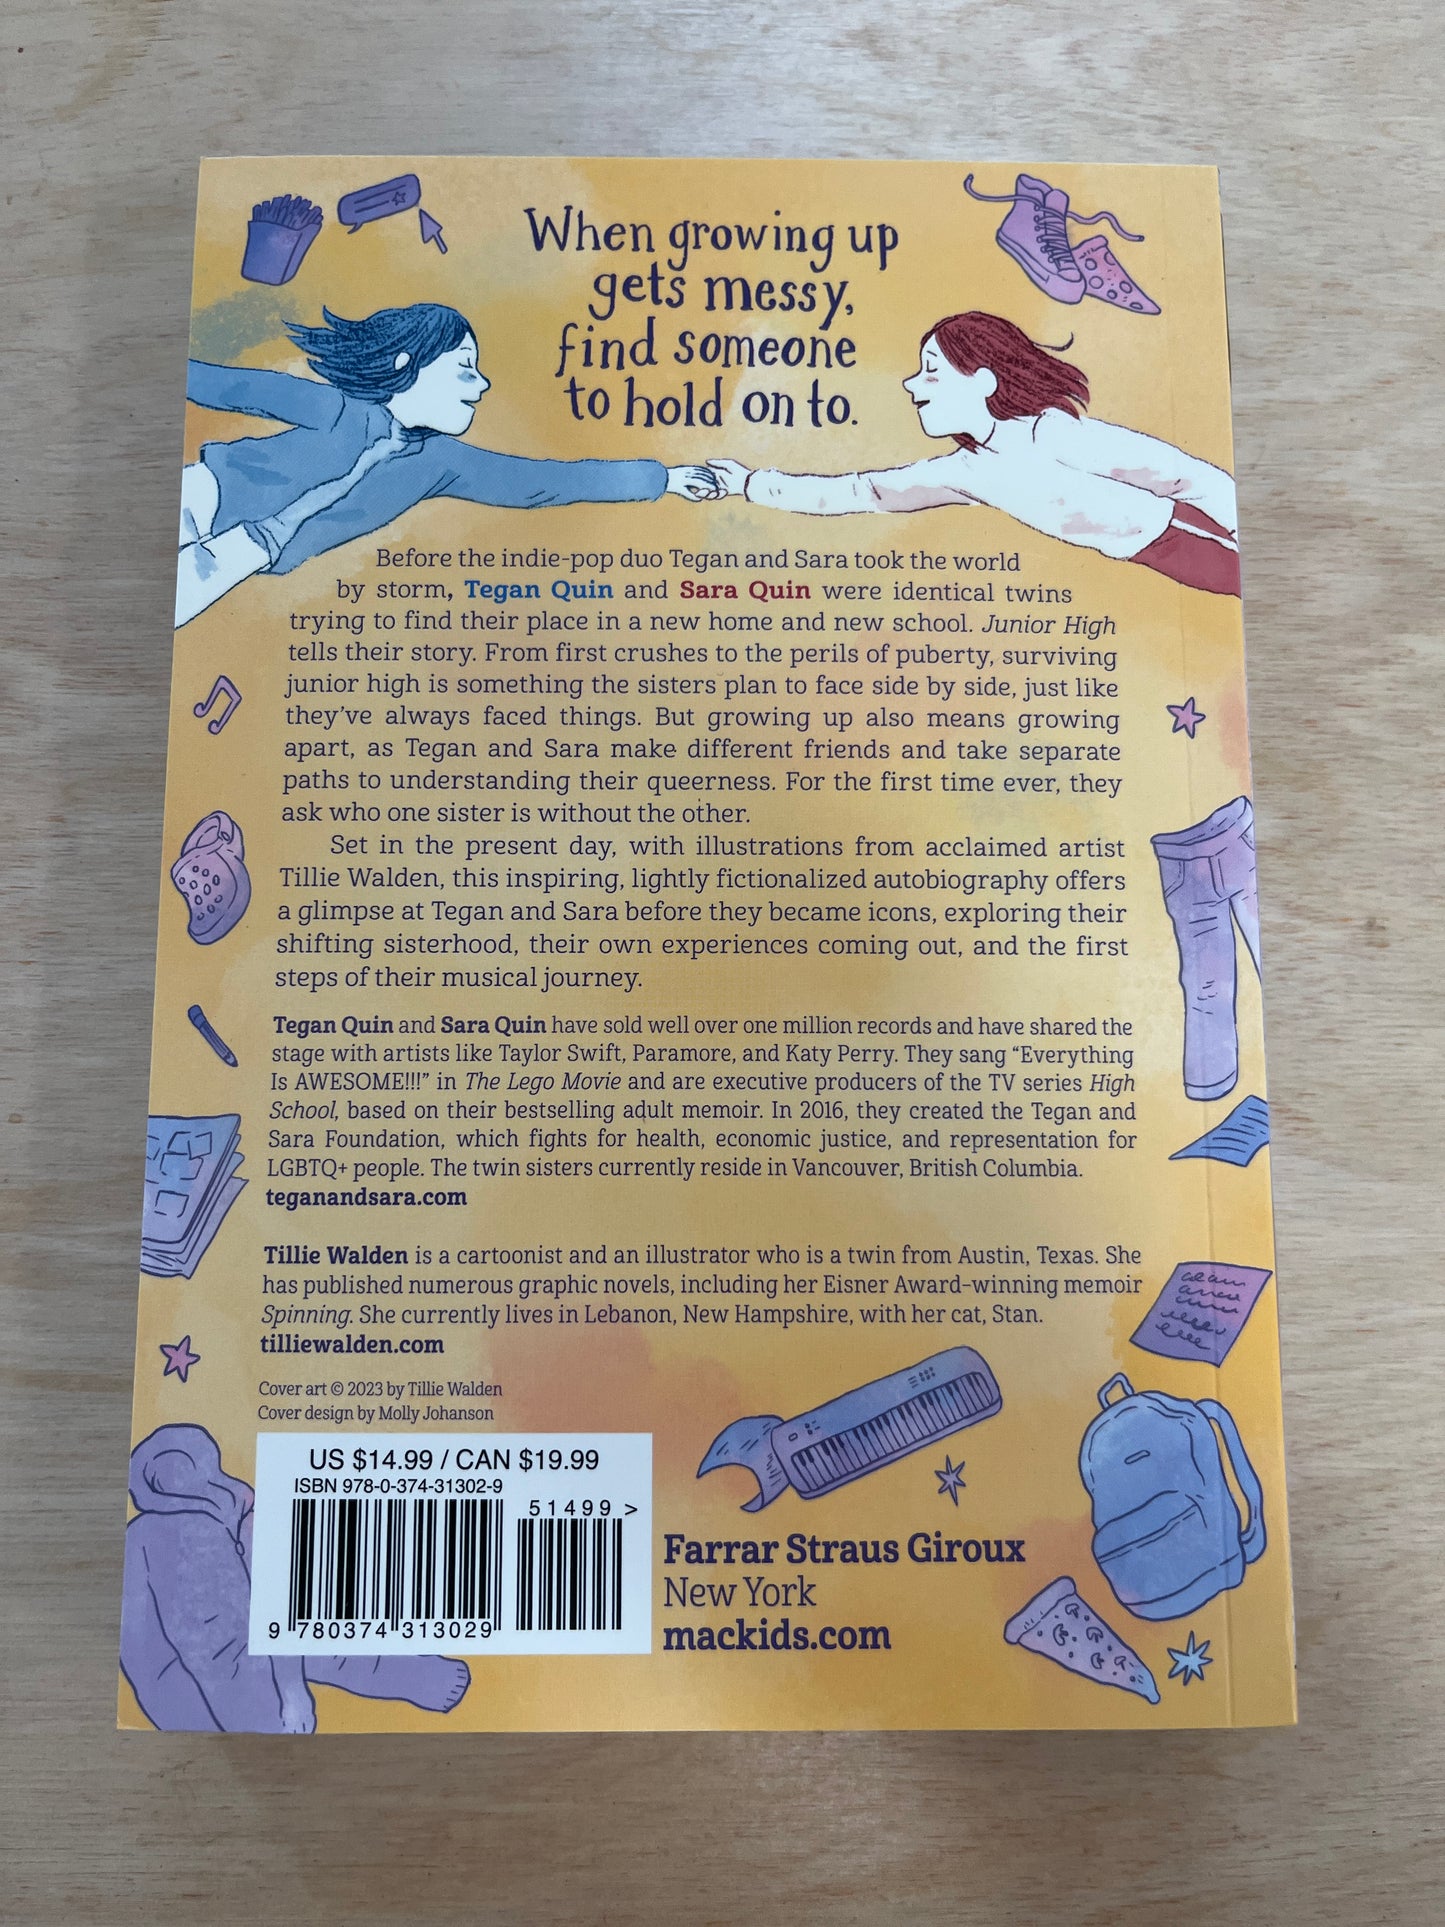 When growing up
gets messy,
find someone
to hold on to.
Before the indie-pop duo Tegan and Sara took the world
by storm, Tegan Quin and Sara Quin were identical twins
trying to find their place in a new home and new school. Junior High
tells their story. From first crushes to the perils of puberty, surviving
junior high is something the sisters plan to face side by side, just like
they’ve always faced things. But growing up also means growing
apart, as Tegan and Sara make different friends and take separate
paths to understanding their queerness. For the first time ever, they
ask who one sister is without the other.
Set in the present day, with illustrations from acclaimed artist
Tillie Walden, this inspiring, lightly fictionalized autobiography offers
a glimpse at Tegan and Sara before they became icons, exploring their
shifting sisterhood, their own experiences coming out, and the first
steps of their musical journey.
Tegan Quin and Sara Quin have sold well over one million records and have shared the
stage with artists like Taylor Swift, Paramore, and Katy Perry. They sang “Everything
Is AWESOME!!!” in The Lego Movie and are executive producers of the TV series High
School, based on their bestselling adult memoir. In 2016, they created the Tegan and
Sara Foundation, which fights for health, economic justice, and representation for
LGBTQ+ people. The twin sisters currently reside in Vancouver, British Columbia.
teganandsara.com
Tillie Walden is a cartoonist and an illustrator who is a twin from Austin, Texas. She
has published numerous graphic novels, including her Eisner Award–winning memoir
Spinning. She currently lives in Lebanon, New Hampshire, with her cat, Stan.
tilliewalden.com
Cover art © 2023 by Tillie Walden
Cover design by Molly Johanson
US $14.99 / CAN $19.99
ISBN 978-0-374-31302-9
51499>
9 780374 313029
Farrar Straus Giroux
New York
mackids.com